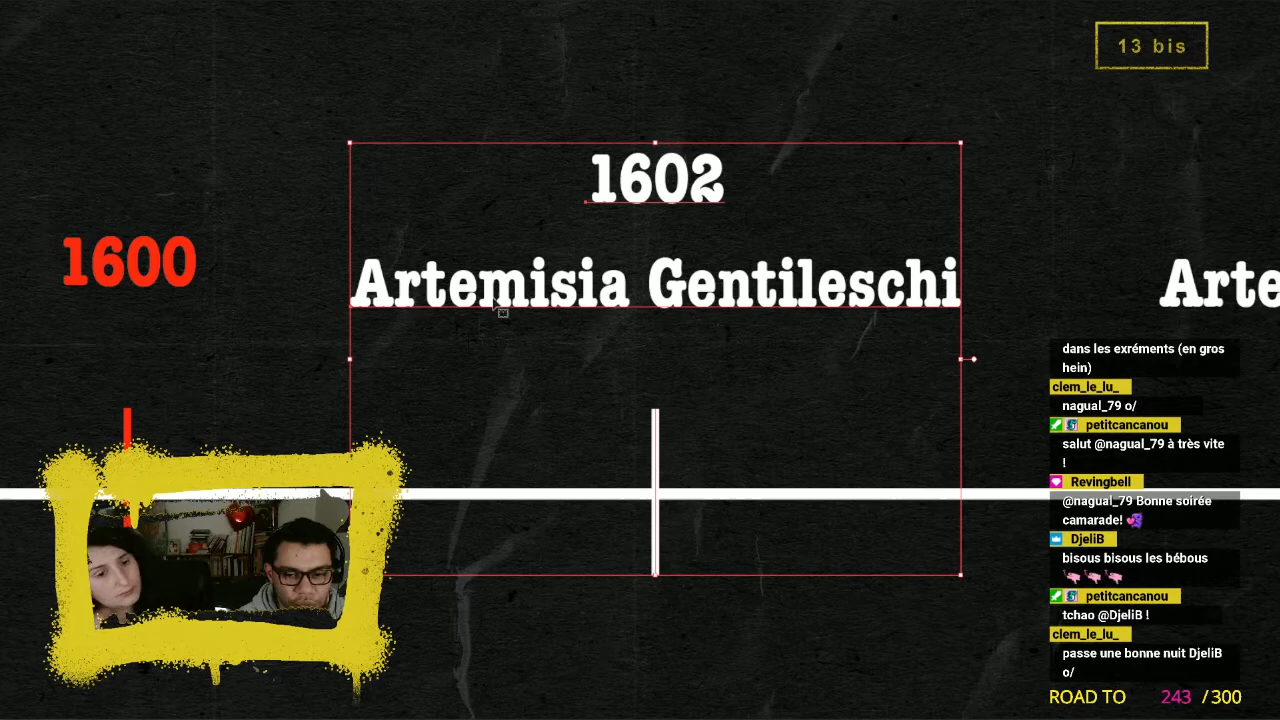 13 bis
1602
1600
Artemisia Gentileschi
Arte
dans les exréments (en gros
hein)
clem_le_lu_
nagual_79 o/
petitcancanou
salut @nagual_79 à très vite
!
Revingbell
@nagual_79 Bonne soirée
camarade!
DjeliB
bisous bisous les bébous
petitcancanou
tchao @DjeliB !
clem_le_lu_
passe une bonne nuit DjeliB
o/
ROAD TO 243 / 300